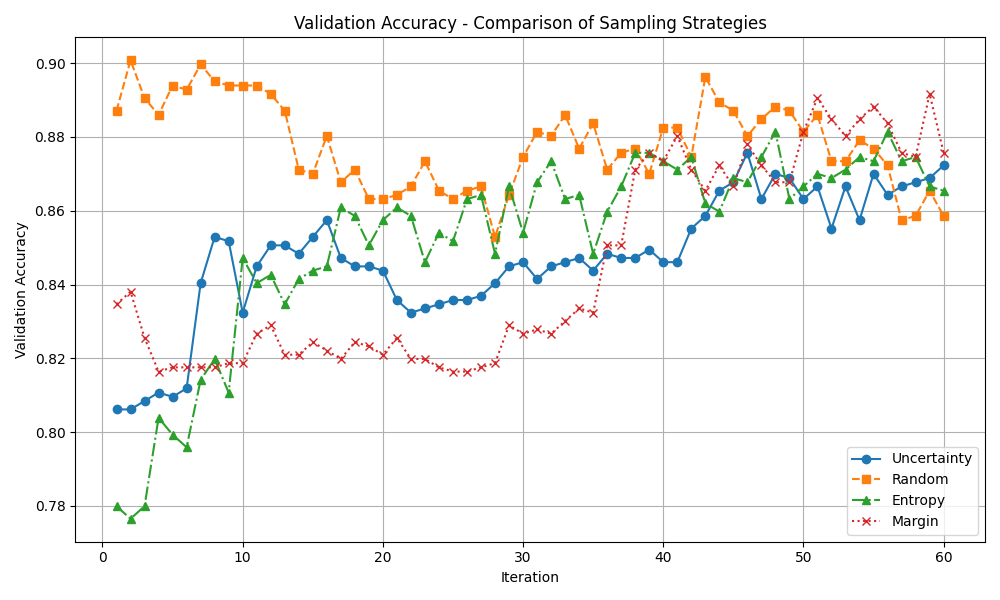 Validation Accuracy - Comparison of Sampling Strategies
Validation Accuracy
0.90
0.88
0.86
0.84
0.82
0.80
0.78
0
10
20
30
40
50
60
Iteration
Uncertainty
Random
Entropy
Margin